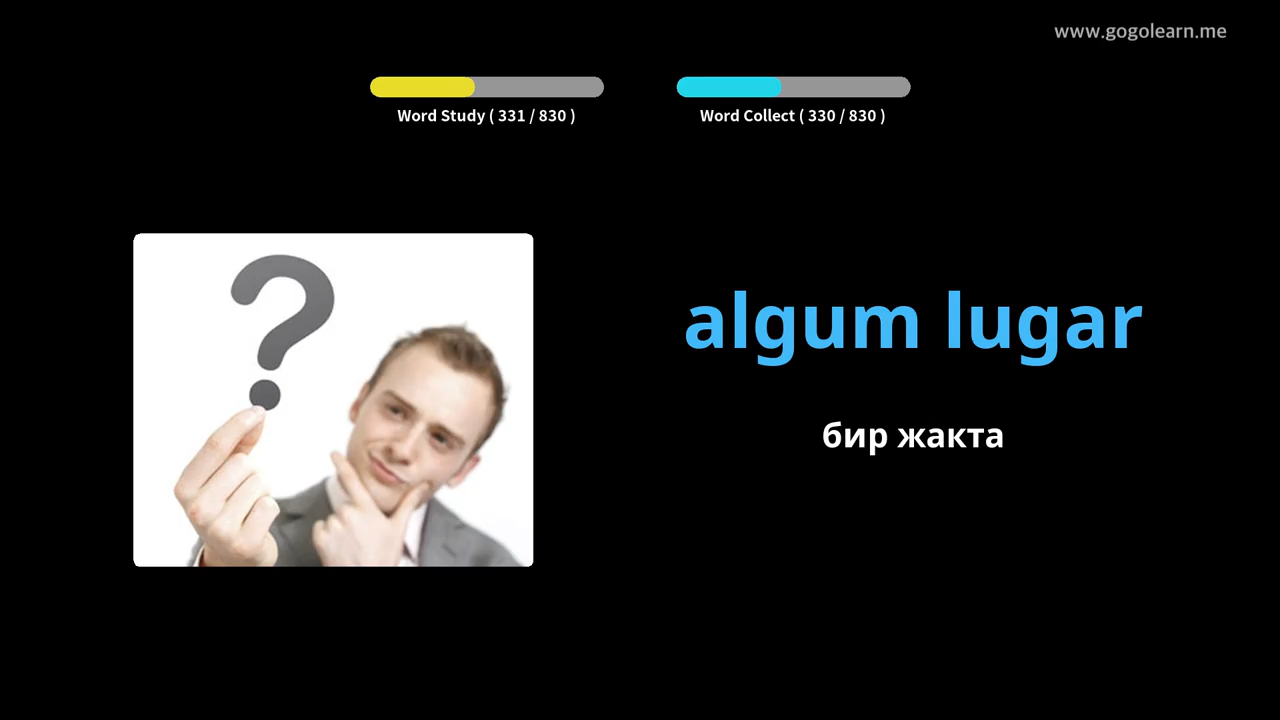 www.gogolearn.me
Word Study ( 331 / 830 )
Word Collect ( 330 / 830 )
?
algum lugar
бир жакта